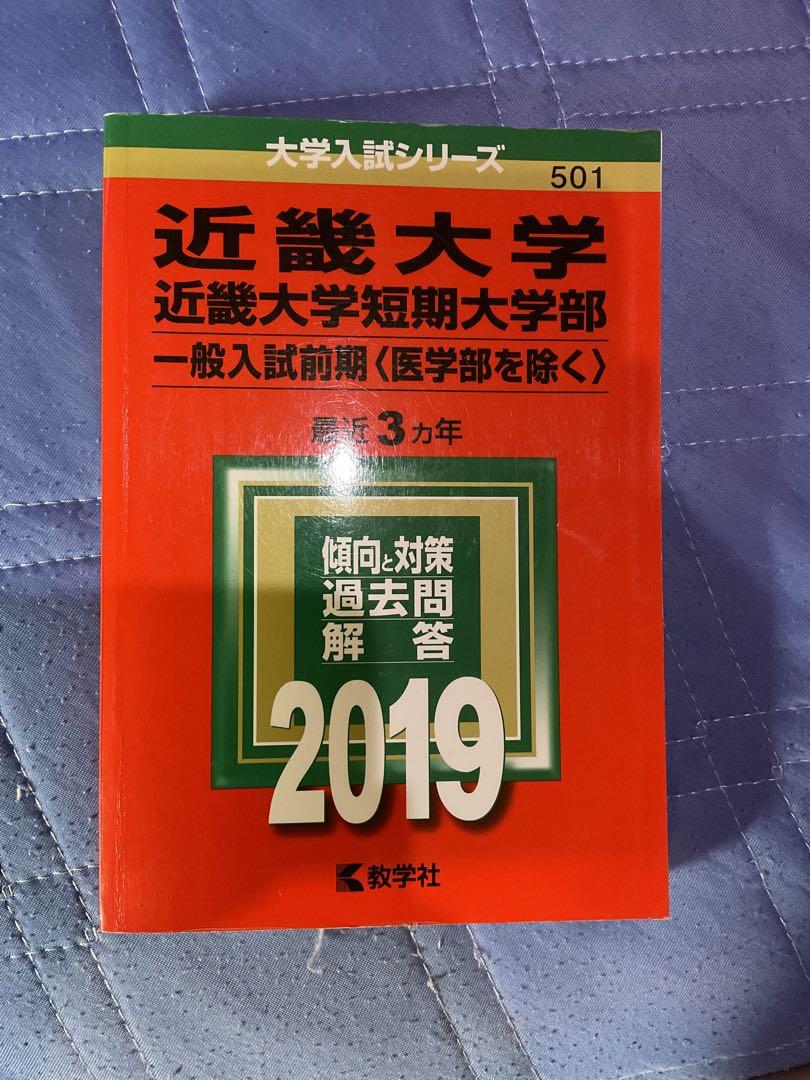 大学入試シリーズ
501
近畿大学
近畿大学短期大学部
一般入試前期〈医学部を除く〉
最近3カ年
傾向と対策
過去問
解答
2019
教学社